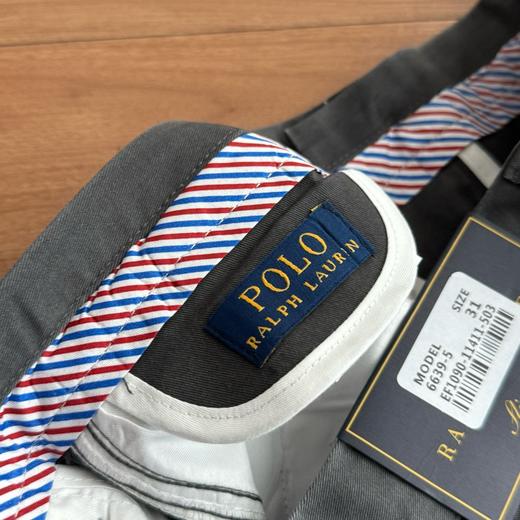 POLO
RALPH LAUREN
SIZE
31
MODEL
6639-5
EF1090-11411-503
RA